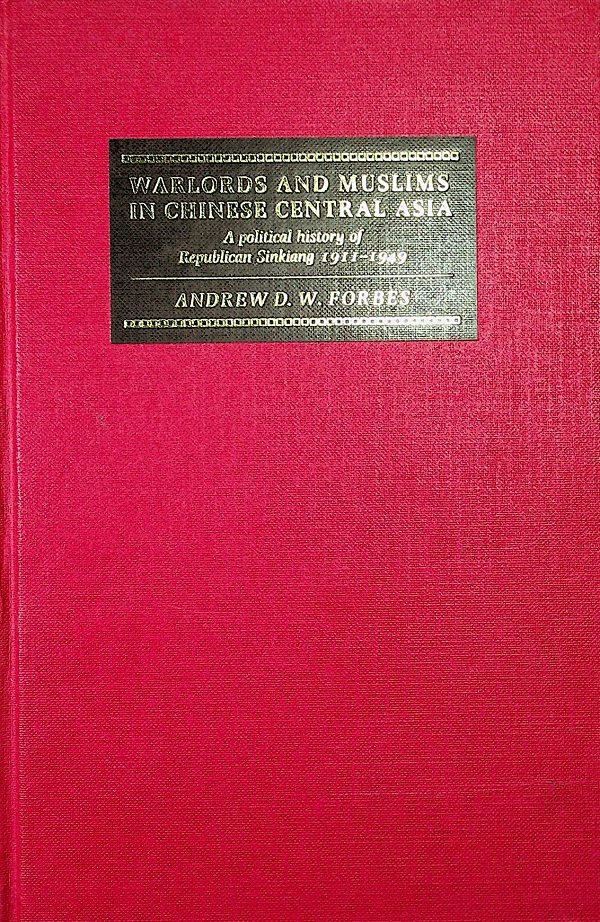 WARLORDS AND MUSLIMS
IN CHINESE CENTRAL ASIA
A political history of
Republican Sinkiang 1911-1949
ANDREW D. W. FORBES